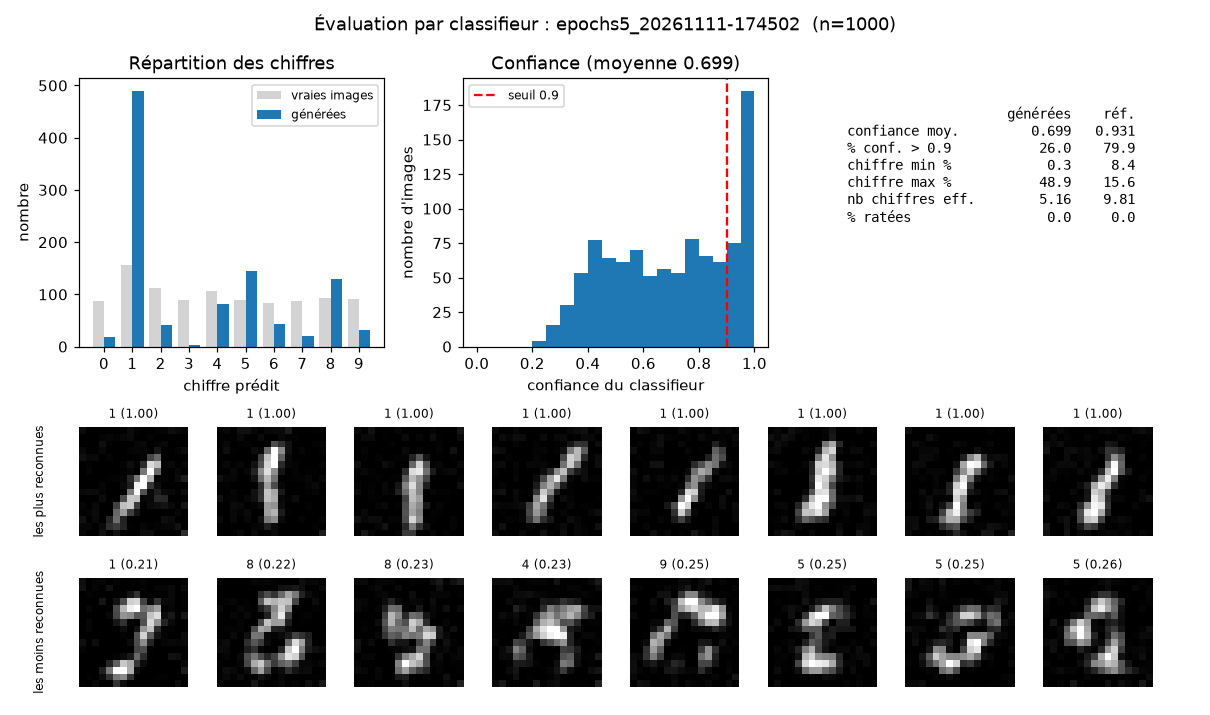 Évaluation par classifieur : epochs5_20261111-174502 (n=1000)
Répartition des chiffres
500
400
300
200
100
0
nombre
vraies images
générées
0 1 2 3 4 5 6 7 8 9
chiffre prédit
Confiance (moyenne 0.699)
175
150
125
100
75
50
25
0
nombre d'images
seuil 0.9
0.0 0.2 0.4 0.6 0.8 1.0
confiance du classifieur
générées réf.
confiance moy. 0.699 0.931
% conf. > 0.9 26.0 79.9
chiffre min % 0.3 8.4
chiffre max % 48.9 15.6
nb chiffres eff. 5.16 9.81
% ratées 0.0 0.0
les plus reconnues
1 (1.00) 1 (1.00) 1 (1.00) 1 (1.00) 1 (1.00) 1 (1.00) 1 (1.00) 1 (1.00)
les moins reconnues
1 (0.21) 8 (0.22) 8 (0.23) 4 (0.23) 9 (0.25) 5 (0.25) 5 (0.25) 5 (0.26)